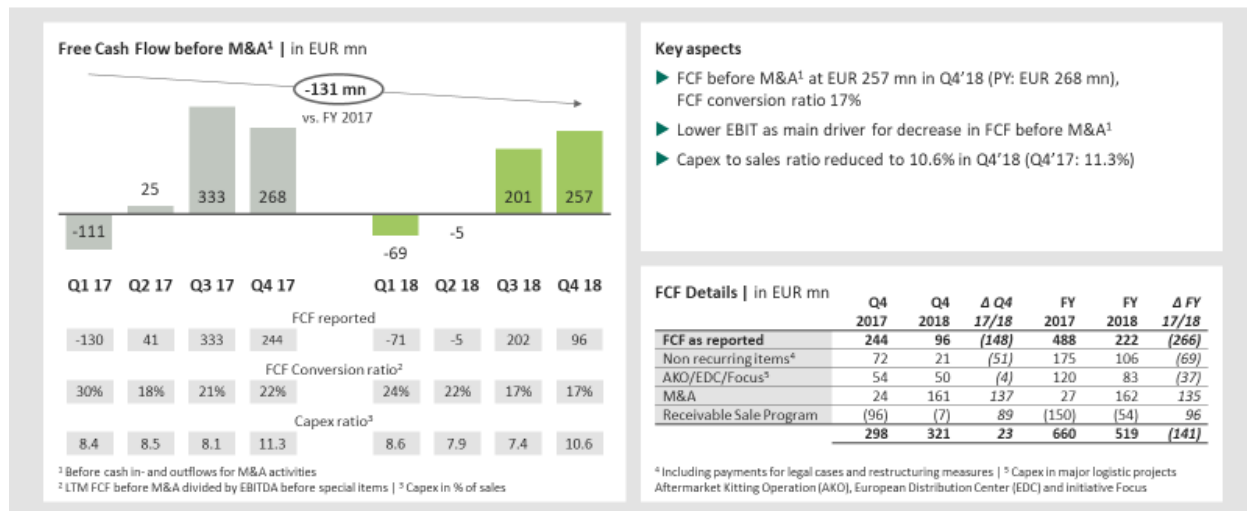 Free Cash Flow before M&A¹ | in EUR mn
-131 mn
vs. FY 2017
-111
25
333
268
-69
-5
201
257
Q1 17 Q2 17 Q3 17 Q4 17 Q1 18 Q2 18 Q3 18 Q4 18
FCF reported
-130 41 333 244 -71 -5 202 96
FCF Conversion ratio²
30% 18% 21% 22% 24% 22% 17% 17%
Capex ratio³
8.4 8.5 8.1 11.3 8.6 7.9 7.4 10.6
¹ Before cash in- and outflows for M&A activities
² LTM FCF before M&A divided by EBITDA before special items | ³ Capex in % of sales
Key aspects
FCF before M&A¹ at EUR 257 mn in Q4’18 (PY: EUR 268 mn),
FCF conversion ratio 17%
Lower EBIT as main driver for decrease in FCF before M&A¹
Capex to sales ratio reduced to 10.6% in Q4’18 (Q4’17: 11.3%)
FCF Details | in EUR mn
Q4 Q4 Δ Q4 FY FY Δ FY
2017 2018 17/18 2017 2018 17/18
FCF as reported 244 96 (148) 488 222 (266)
Non recurring items⁴ 72 21 (51) 175 106 (69)
AKO/EDC/Focus⁵ 54 50 (4) 120 83 (37)
M&A 24 161 137 27 162 135
Receivable Sale Program (96) (7) 89 (150) (54) 96
298 321 23 660 519 (141)
⁴ Including payments for legal cases and restructuring measures | ⁵ Capex in major logistic projects
Aftermarket Kitting Operation (AKO), European Distribution Center (EDC) and initiative Focus